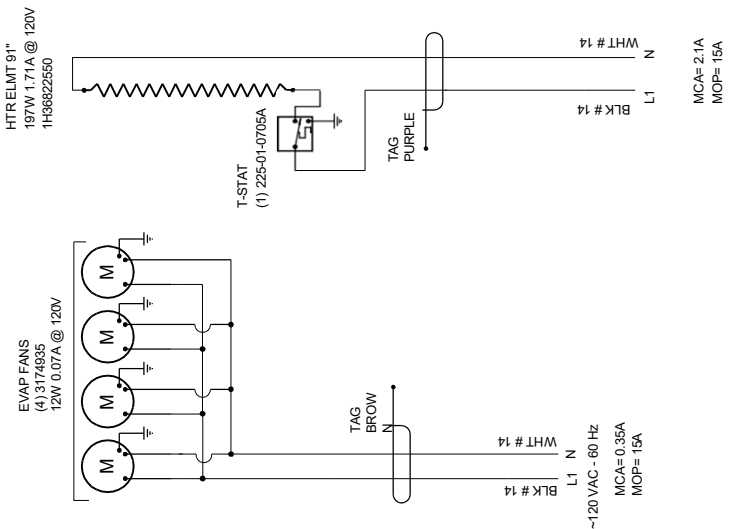 HTR ELMT 91"
197W 1.71A @ 120V
1H36822550
T-STAT
(1) 225-01-0705A
TAG
PURPLE
WHT # 14
BLK # 14
N
L1
MCA= 2.1A
MOP= 15A
EVAP FANS
(4) 3174935
12W 0.07A @ 120V
M
M
M
M
TAG
BROW
N
WHT # 14
BLK # 14
N
L1
~120 VAC - 60 Hz
MCA= 0.35A
MOP= 15A